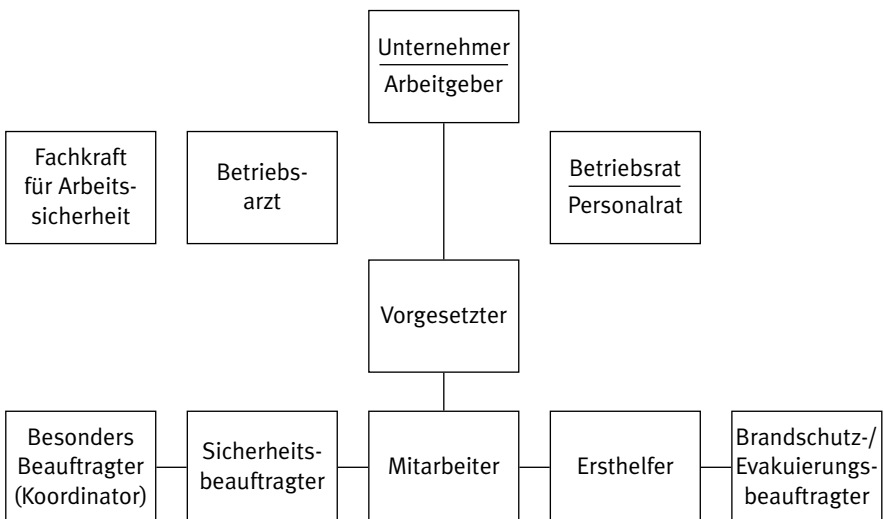 Unternehmer
Arbeitgeber
Fachkraft
für Arbeits-
sicherheit
Betriebs-
arzt
Betriebsrat
Personalrat
Vorgesetzter
Besonders
Beauftragter
(Koordinator)
Sicherheits-
beauftragter
Mitarbeiter
Ersthelfer
Brandschutz-/
Evakuierungs-
beauftragter